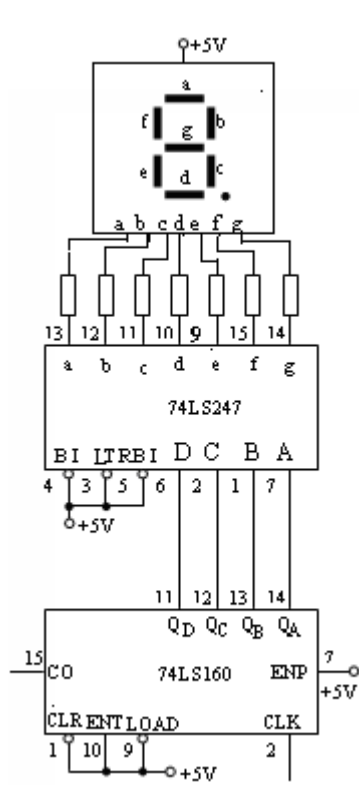 +5V
a
f b
g
e c
d
a b c d e f g
13 12 11 10 9 15 14
a b c d e f g
74LS247
BI LT RBI D C B A
4 3 5 6 2 1 7
+5V
11 12 13 14
QD QC QB QA
15 7
CO 74LS160 ENP
+5V
CLR ENT LOAD CLK
1 10 9 2
+5V